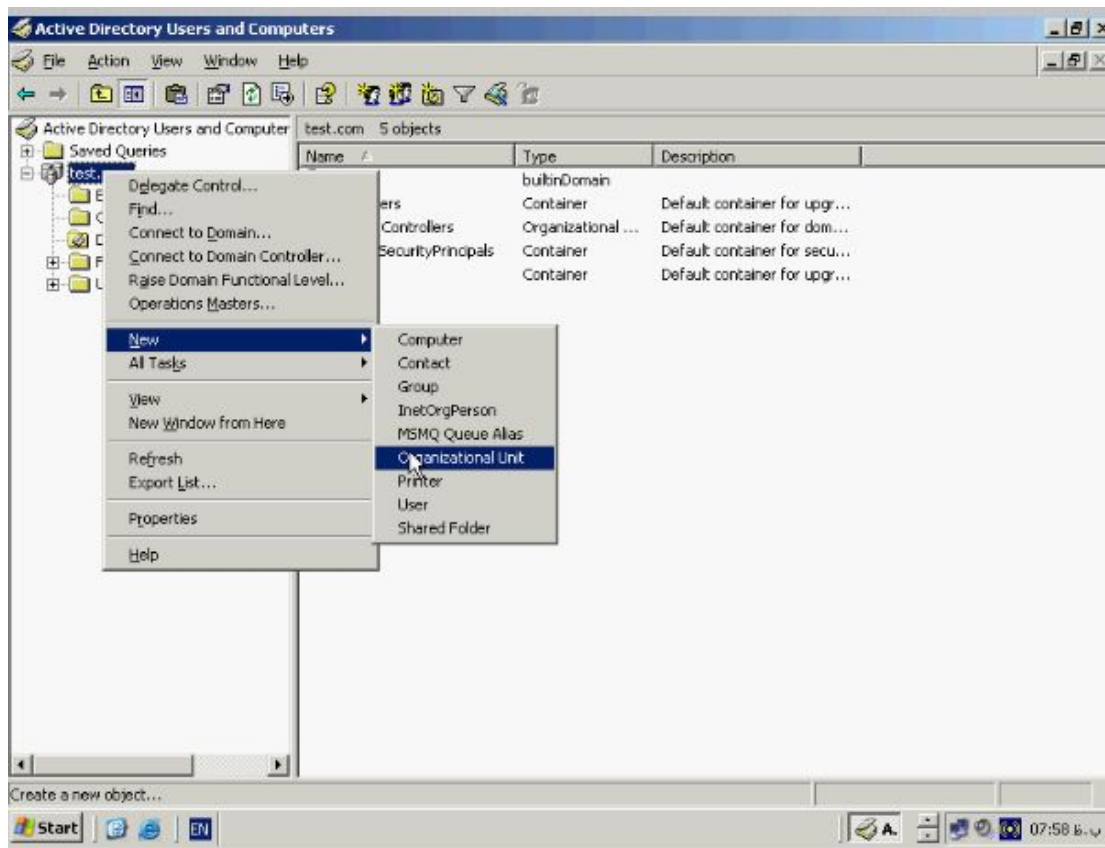 Active Directory Users and Computers
File Action View Window Help
Active Directory Users and Computer
test.com 5 objects
Saved Queries
Name Type Description
test.
builtinDomain
ers Container Default container for upgr...
Controllers Organizational ... Default container for dom...
SecurityPrincipals Container Default container for secu...
Container Default container for upgr...
Delegate Control...
Find...
Connect to Domain...
Connect to Domain Controller...
Raise Domain Functional Level...
Operations Masters...
New
All Tasks
View
New Window from Here
Refresh
Export List...
Properties
Help
Computer
Contact
Group
InetOrgPerson
MSMQ Queue Alias
Organizational Unit
Printer
User
Shared Folder
Create a new object...
Start EN A. 07:58 ب.ظ